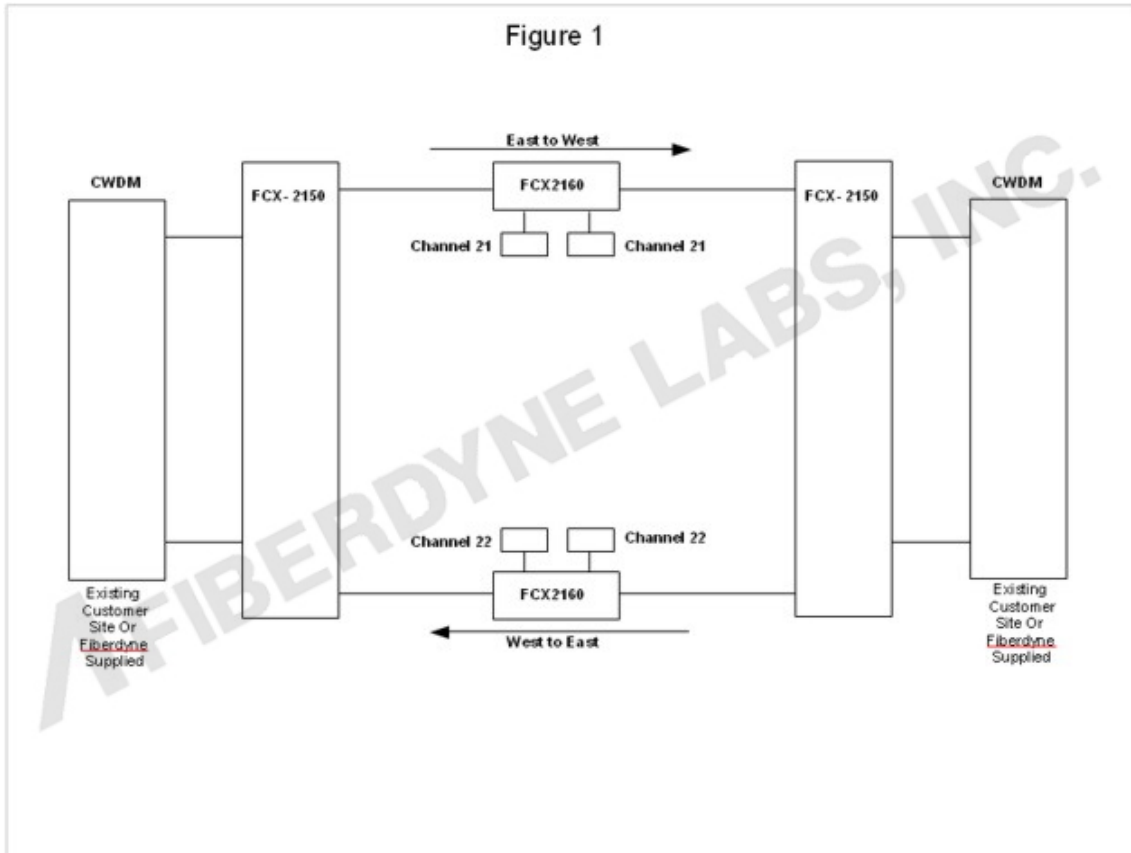 Figure 1
East to West
CWDM
FCX- 2150
FCX2160
FCX- 2150
CWDM
Channel 21
Channel 21
Channel 22
Channel 22
FCX2160
West to East
Existing
Customer
Site Or
Fiberdyne
Supplied
Existing
Customer
Site Or
Fiberdyne
Supplied
FIBERDYNE LABS, INC.